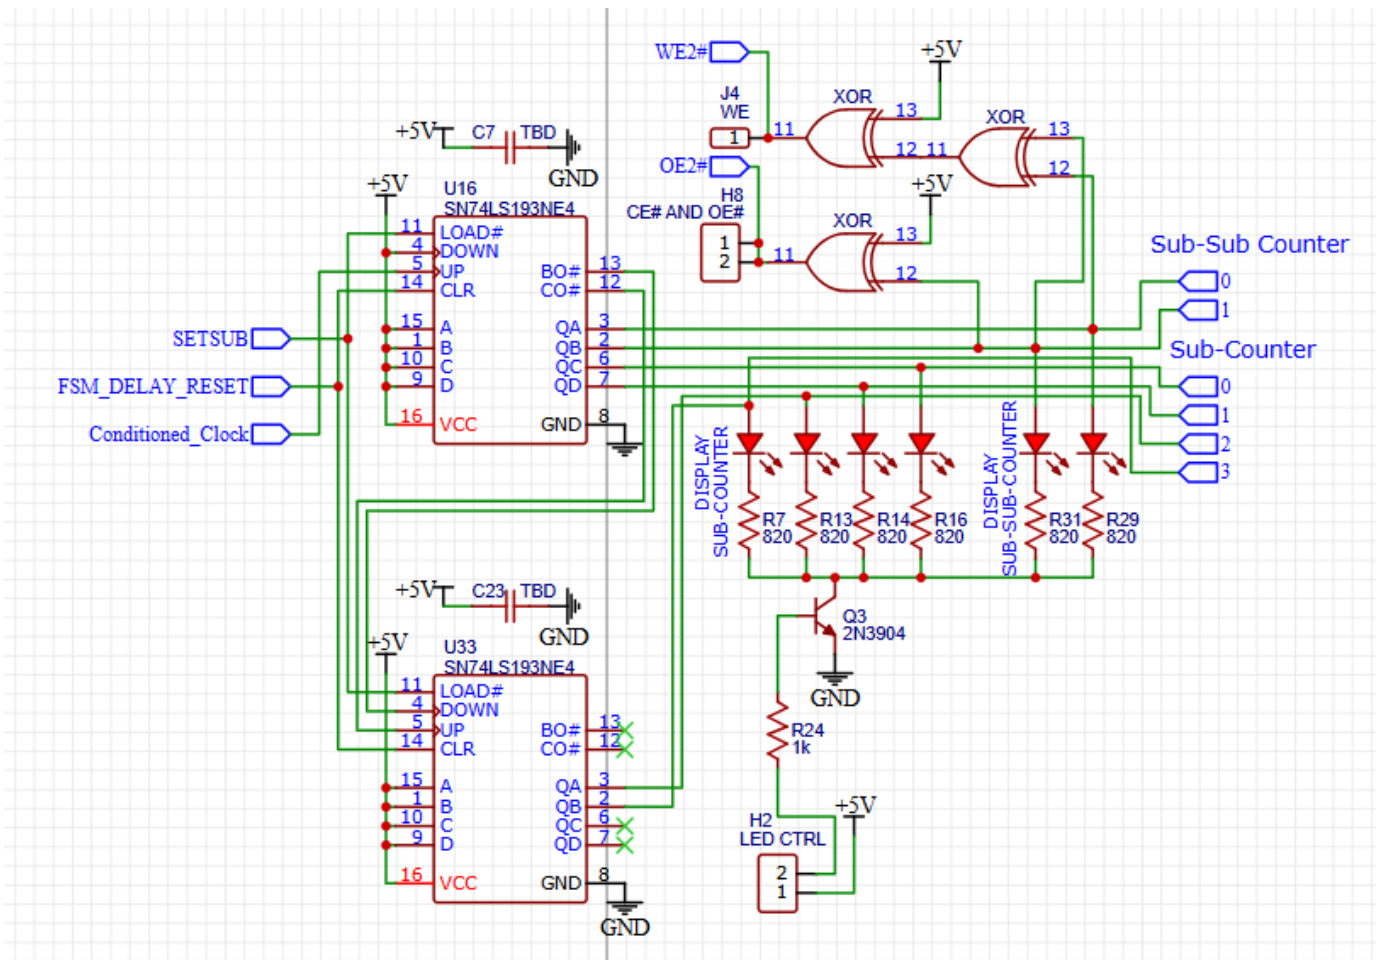 WE2#
+5V
J4
WE
1
11
XOR
13
12
11
XOR
13
12
OE2#
+5V
H8
CE# AND OE#
1
2
11
XOR
13
12
+5V
C7
TBD
GND
+5V
U16
SN74LS193NE4
11 LOAD#
4 DOWN
5 UP
14 CLR
15 A
1 B
10 C
9 D
16 VCC
BO# 13
CO# 12
QA 3
QB 2
QC 6
QD 7
GND 8
SETSUB
FSM_DELAY_RESET
Conditioned_Clock
Sub-Sub Counter
0
1
Sub-Counter
0
1
2
3
DISPLAY
SUB-COUNTER
DISPLAY
SUB-SUB-COUNTER
R7
820
R13
820
R14
820
R16
820
R31
820
R29
820
Q3
2N3904
GND
R24
1k
H2
LED CTRL
+5V
2
1
+5V
C23
TBD
GND
+5V
U33
SN74LS193NE4
11 LOAD#
4 DOWN
5 UP
14 CLR
15 A
1 B
10 C
9 D
16 VCC
BO# 13
CO# 12
QA 3
QB 2
QC 6
QD 7
GND 8
GND